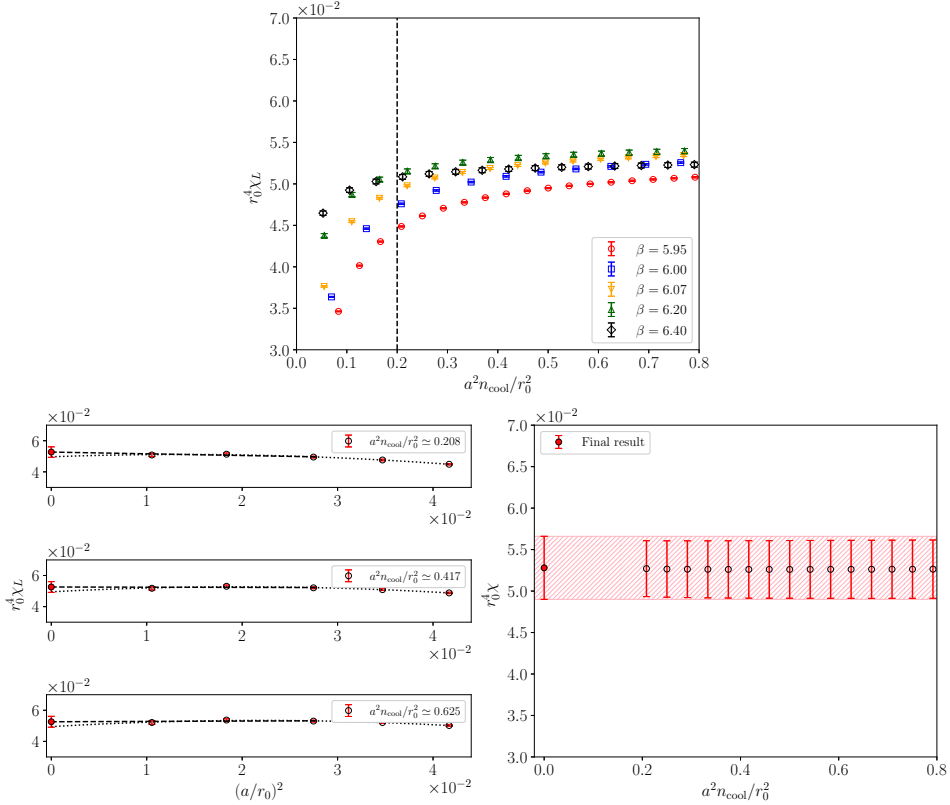 ×10⁻²
7.0
6.5
6.0
5.5
5.0
4.5
4.0
3.5
3.0
r₀⁴χ_L
β = 5.95
β = 6.00
β = 6.07
β = 6.20
β = 6.40
0.0 0.1 0.2 0.3 0.4 0.5 0.6 0.7 0.8
a²n_cool/r₀²
×10⁻²
6
4
a²n_cool/r₀² ≃ 0.208
0 1 2 3 4
×10⁻²
×10⁻²
6
4
r₀⁴χ_L
a²n_cool/r₀² ≃ 0.417
0 1 2 3 4
×10⁻²
×10⁻²
6
4
a²n_cool/r₀² ≃ 0.625
0 1 2 3 4
×10⁻²
(a/r₀)²
×10⁻²
7.0
6.5
6.0
5.5
5.0
4.5
4.0
3.5
3.0
r₀⁴χ
Final result
0.0 0.2 0.4 0.6 0.8
a²n_cool/r₀²